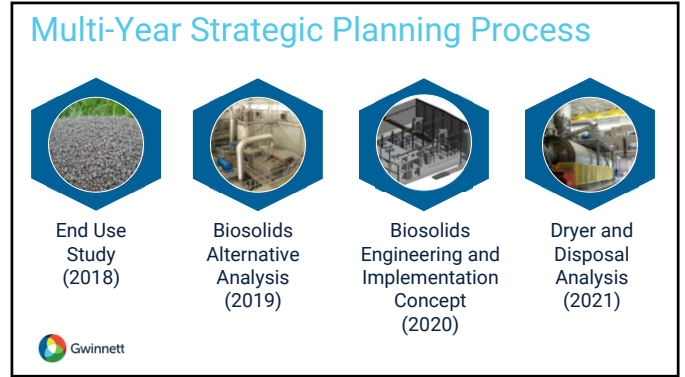 Multi-Year Strategic Planning Process
End Use
Study
(2018)
Biosolids
Alternative
Analysis
(2019)
Biosolids
Engineering and
Implementation
Concept
(2020)
Dryer and
Disposal
Analysis
(2021)
Gwinnett